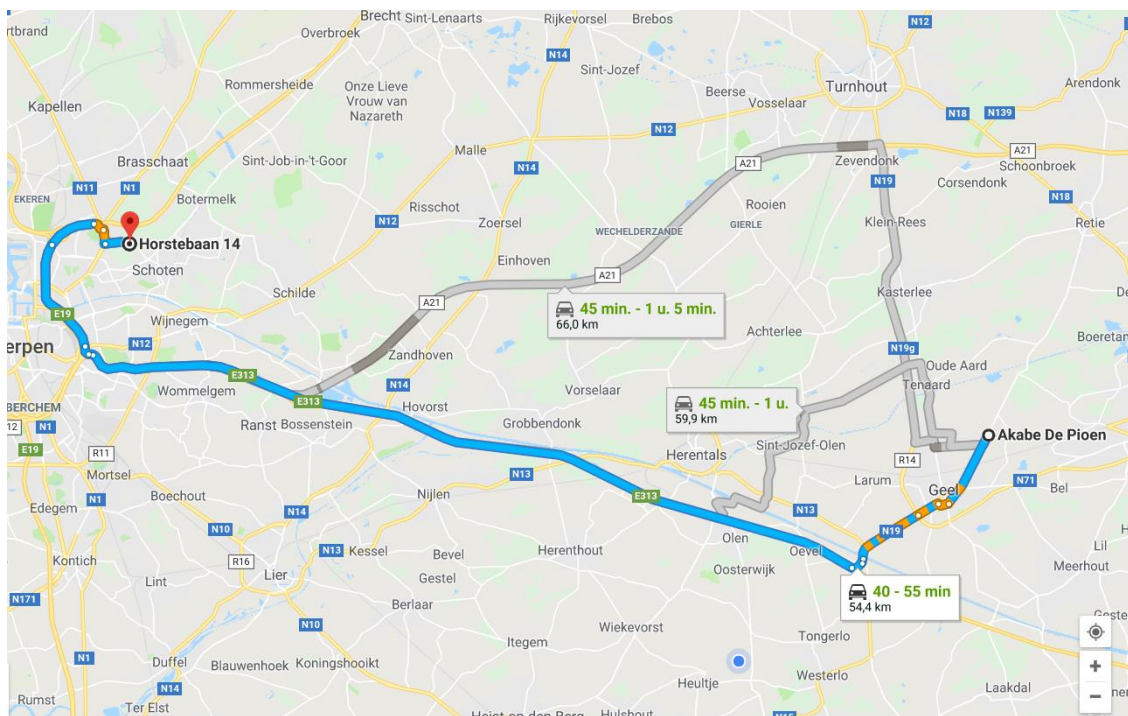 Brecht
Sint-Lenaarts
Rijkevorsel
Brebos
N12
Overbroek
N14
Turnhout
Arendonk
Rommersheide
Onze Lieve
Vrouw van
Nazareth
Sint-Jozef
Beerse
Vosselaar
Kapellen
N18
N139
N12
Brasschaat
Sint-Job-in-'t-Goor
Malle
A21
Zevendonk
A21
Schoonbroek
N14
N11
N1
Botermelk
Risschot
N19
Corsendonk
N18
EKEREN
Rooien
Zoersel
N12
Klein-Rees
Retie
WECHELDERZANDE
GIERLE
Horstebaan 14
Einhoven
Schoten
A21
Schilde
A21
Kasterlee
45 min. - 1 u. 5 min.
66,0 km
E19
Wijnegem
Achterlee
N12
Zandhoven
N19g
Oude Aard
erpen
Tenaard
E313
N14
Vorselaar
45 min. - 1 u.
59,9 km
Wommelgem
E313
Hovorst
BERCHEM
Grobbendonk
Akabe De Pioen
12
N1
Ranst
Bossenstein
Sint-Jozef-Olen
E19
R11
Herentals
R14
Mortsel
N13
Larum
N71
Nijlen
E313
Geel
Bel
Boechout
N1
Edegem
N14
N13
N10
Olen
N19
Kessel
Bevel
Herenthout
Oevel
Lil
N13
Kontich
R16
Oosterwijk
Meerhout
Lint
Lier
Gestel
N171
Berlaar
40 - 55 min
54,4 km
N10
Wiekevorst
Itegem
Tongerlo
N1
Duffel
Blauwenhoek
Koningshooikt
Westerlo
N14
Heultje
Laakdal
Rumst
Ter Elst
Hulshout
N152